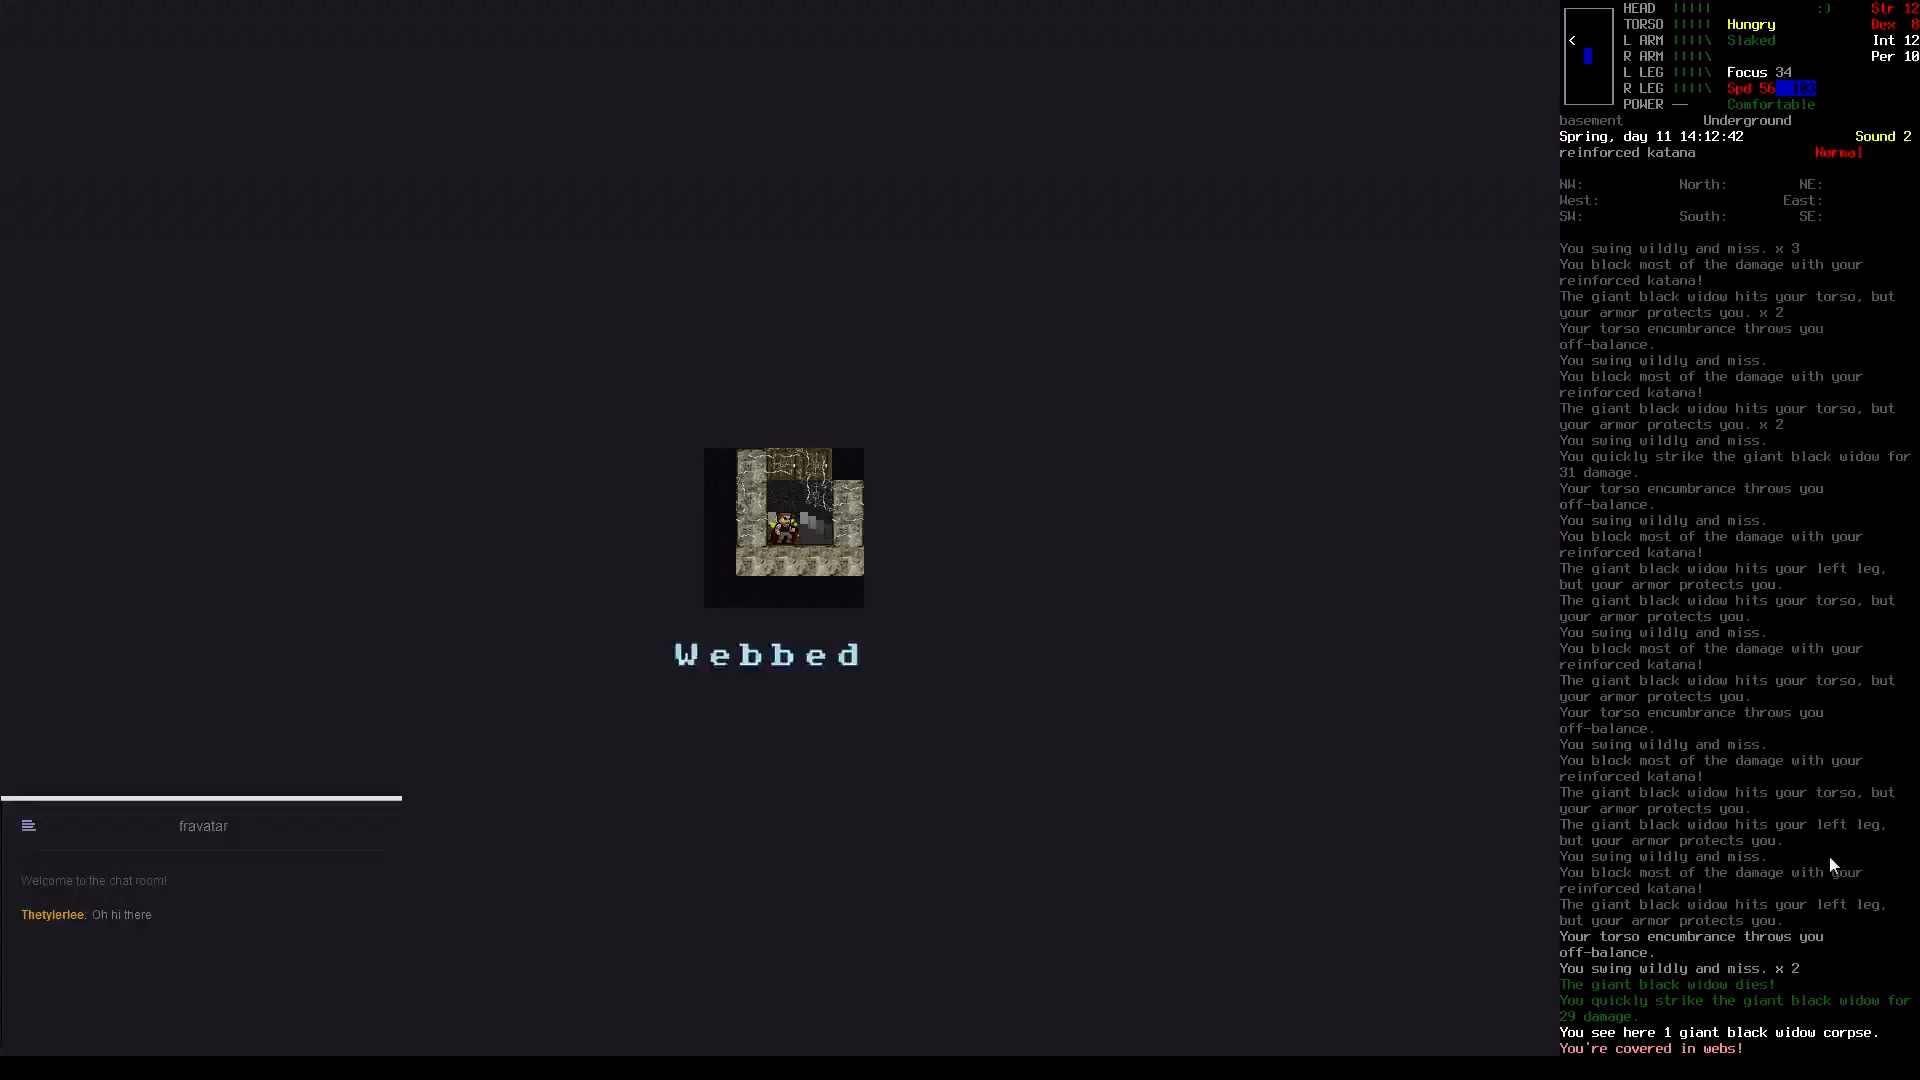 HEAD ||||| :) Str 12
TORSO ||||| Hungry Dex 8
< L ARM ||||\ Slaked Int 12
R ARM ||||\ Per 10
L LEG ||||\ Focus 34
R LEG ||||\ Spd 56
POWER — Comfortable
basement Underground
Spring, day 11 14:12:42 Sound 2
reinforced katana Normal
NW: North: NE:
West: East:
SW: South: SE:
You swing wildly and miss. x 3
You block most of the damage with your
reinforced katana!
The giant black widow hits your torso, but
your armor protects you. x 2
Your torso encumbrance throws you
off-balance.
You swing wildly and miss.
You block most of the damage with your
reinforced katana!
The giant black widow hits your torso, but
your armor protects you. x 2
You swing wildly and miss.
You quickly strike the giant black widow for
31 damage.
Your torso encumbrance throws you
off-balance.
You swing wildly and miss.
You block most of the damage with your
reinforced katana!
The giant black widow hits your left leg,
but your armor protects you.
The giant black widow hits your torso, but
your armor protects you.
You swing wildly and miss.
You block most of the damage with your
reinforced katana!
The giant black widow hits your torso, but
your armor protects you.
Your torso encumbrance throws you
off-balance.
You swing wildly and miss.
You block most of the damage with your
reinforced katana!
The giant black widow hits your torso, but
your armor protects you.
The giant black widow hits your left leg,
but your armor protects you.
You swing wildly and miss.
You block most of the damage with your
reinforced katana!
The giant black widow hits your left leg,
but your armor protects you.
Your torso encumbrance throws you
off-balance.
You swing wildly and miss. x 2
The giant black widow dies!
You quickly strike the giant black widow for
29 damage.
You see here 1 giant black widow corpse.
You're covered in webs!
Webbed
fravatar
Welcome to the chat room!
Thetylerlee: Oh hi there